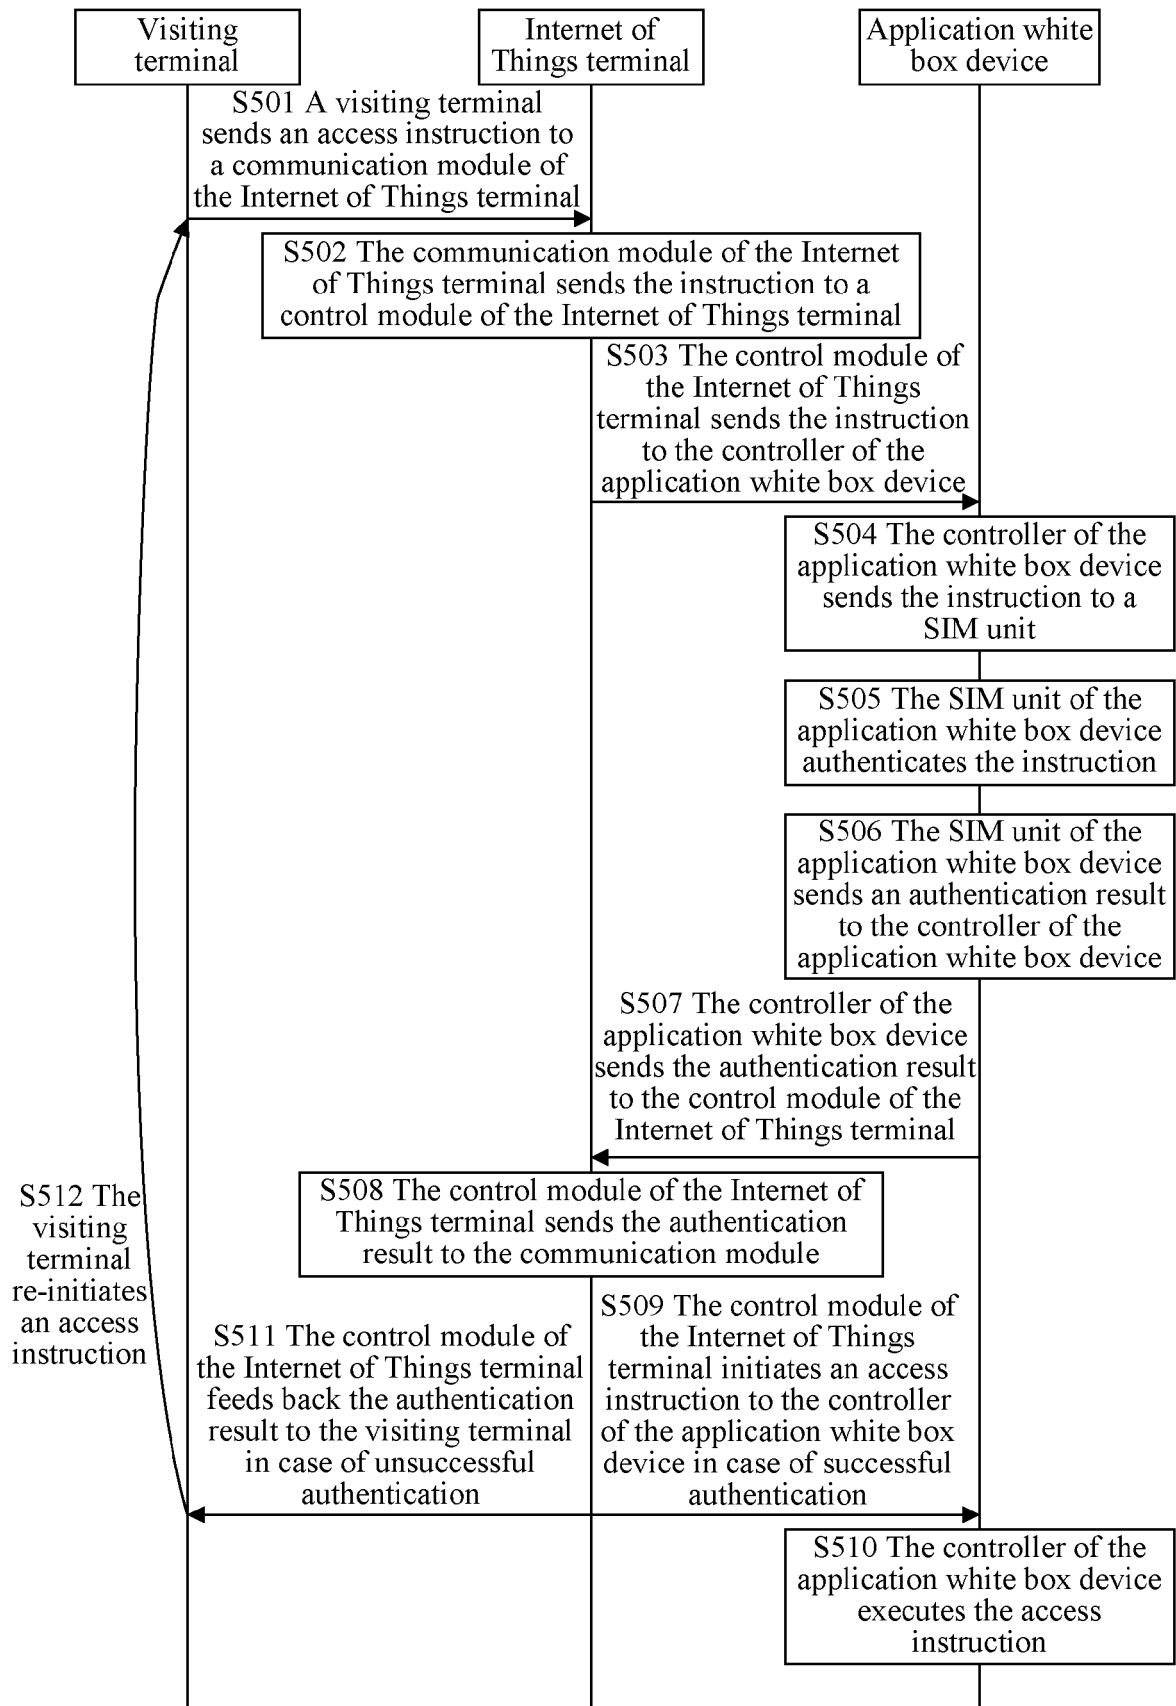 Visiting
terminal
Internet of
Things terminal
Application white
box device
S501 A visiting terminal
sends an access instruction to
a communication module of
the Internet of Things terminal
S502 The communication module of the Internet
of Things terminal sends the instruction to a
control module of the Internet of Things terminal
S503 The control module of
the Internet of Things
terminal sends the instruction
to the controller of the
application white box device
S504 The controller of the
application white box device
sends the instruction to a
SIM unit
S505 The SIM unit of the
application white box device
authenticates the instruction
S506 The SIM unit of the
application white box device
sends an authentication result
to the controller of the
application white box device
S507 The controller of the
application white box device
sends the authentication result
to the control module of the
Internet of Things terminal
S508 The control module of the Internet of
Things terminal sends the authentication
result to the communication module
S509 The control module of
the Internet of Things
terminal initiates an access
instruction to the controller
of the application white box
device in case of successful
authentication
S510 The controller of the
application white box device
executes the access
instruction
S511 The control module of
the Internet of Things terminal
feeds back the authentication
result to the visiting terminal
in case of unsuccessful
authentication
S512 The
visiting
terminal
re-initiates
an access
instruction